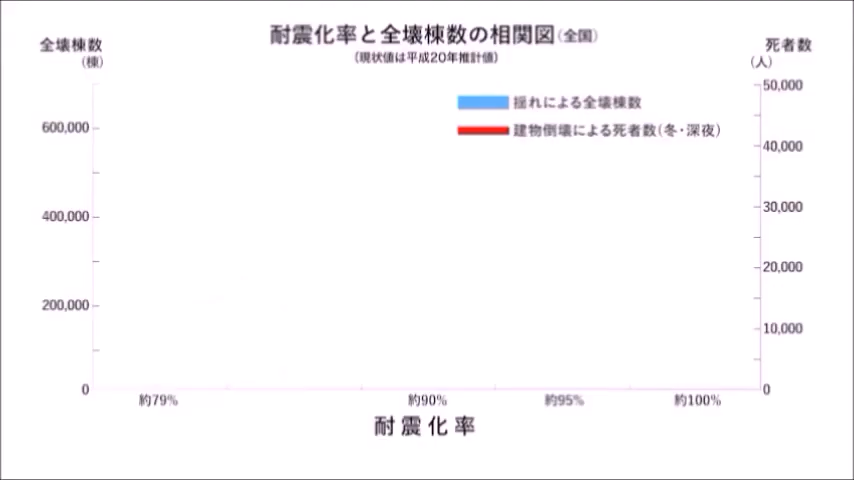 耐震化率と全壊棟数の相関図(全国)
(現状値は平成20年推計値)
全壊棟数
(棟)
死者数
(人)
揺れによる全壊棟数
建物倒壊による死者数(冬・深夜)
600,000
400,000
200,000
0
50,000
40,000
30,000
20,000
10,000
0
約79% 約90% 約95% 約100%
耐震化率